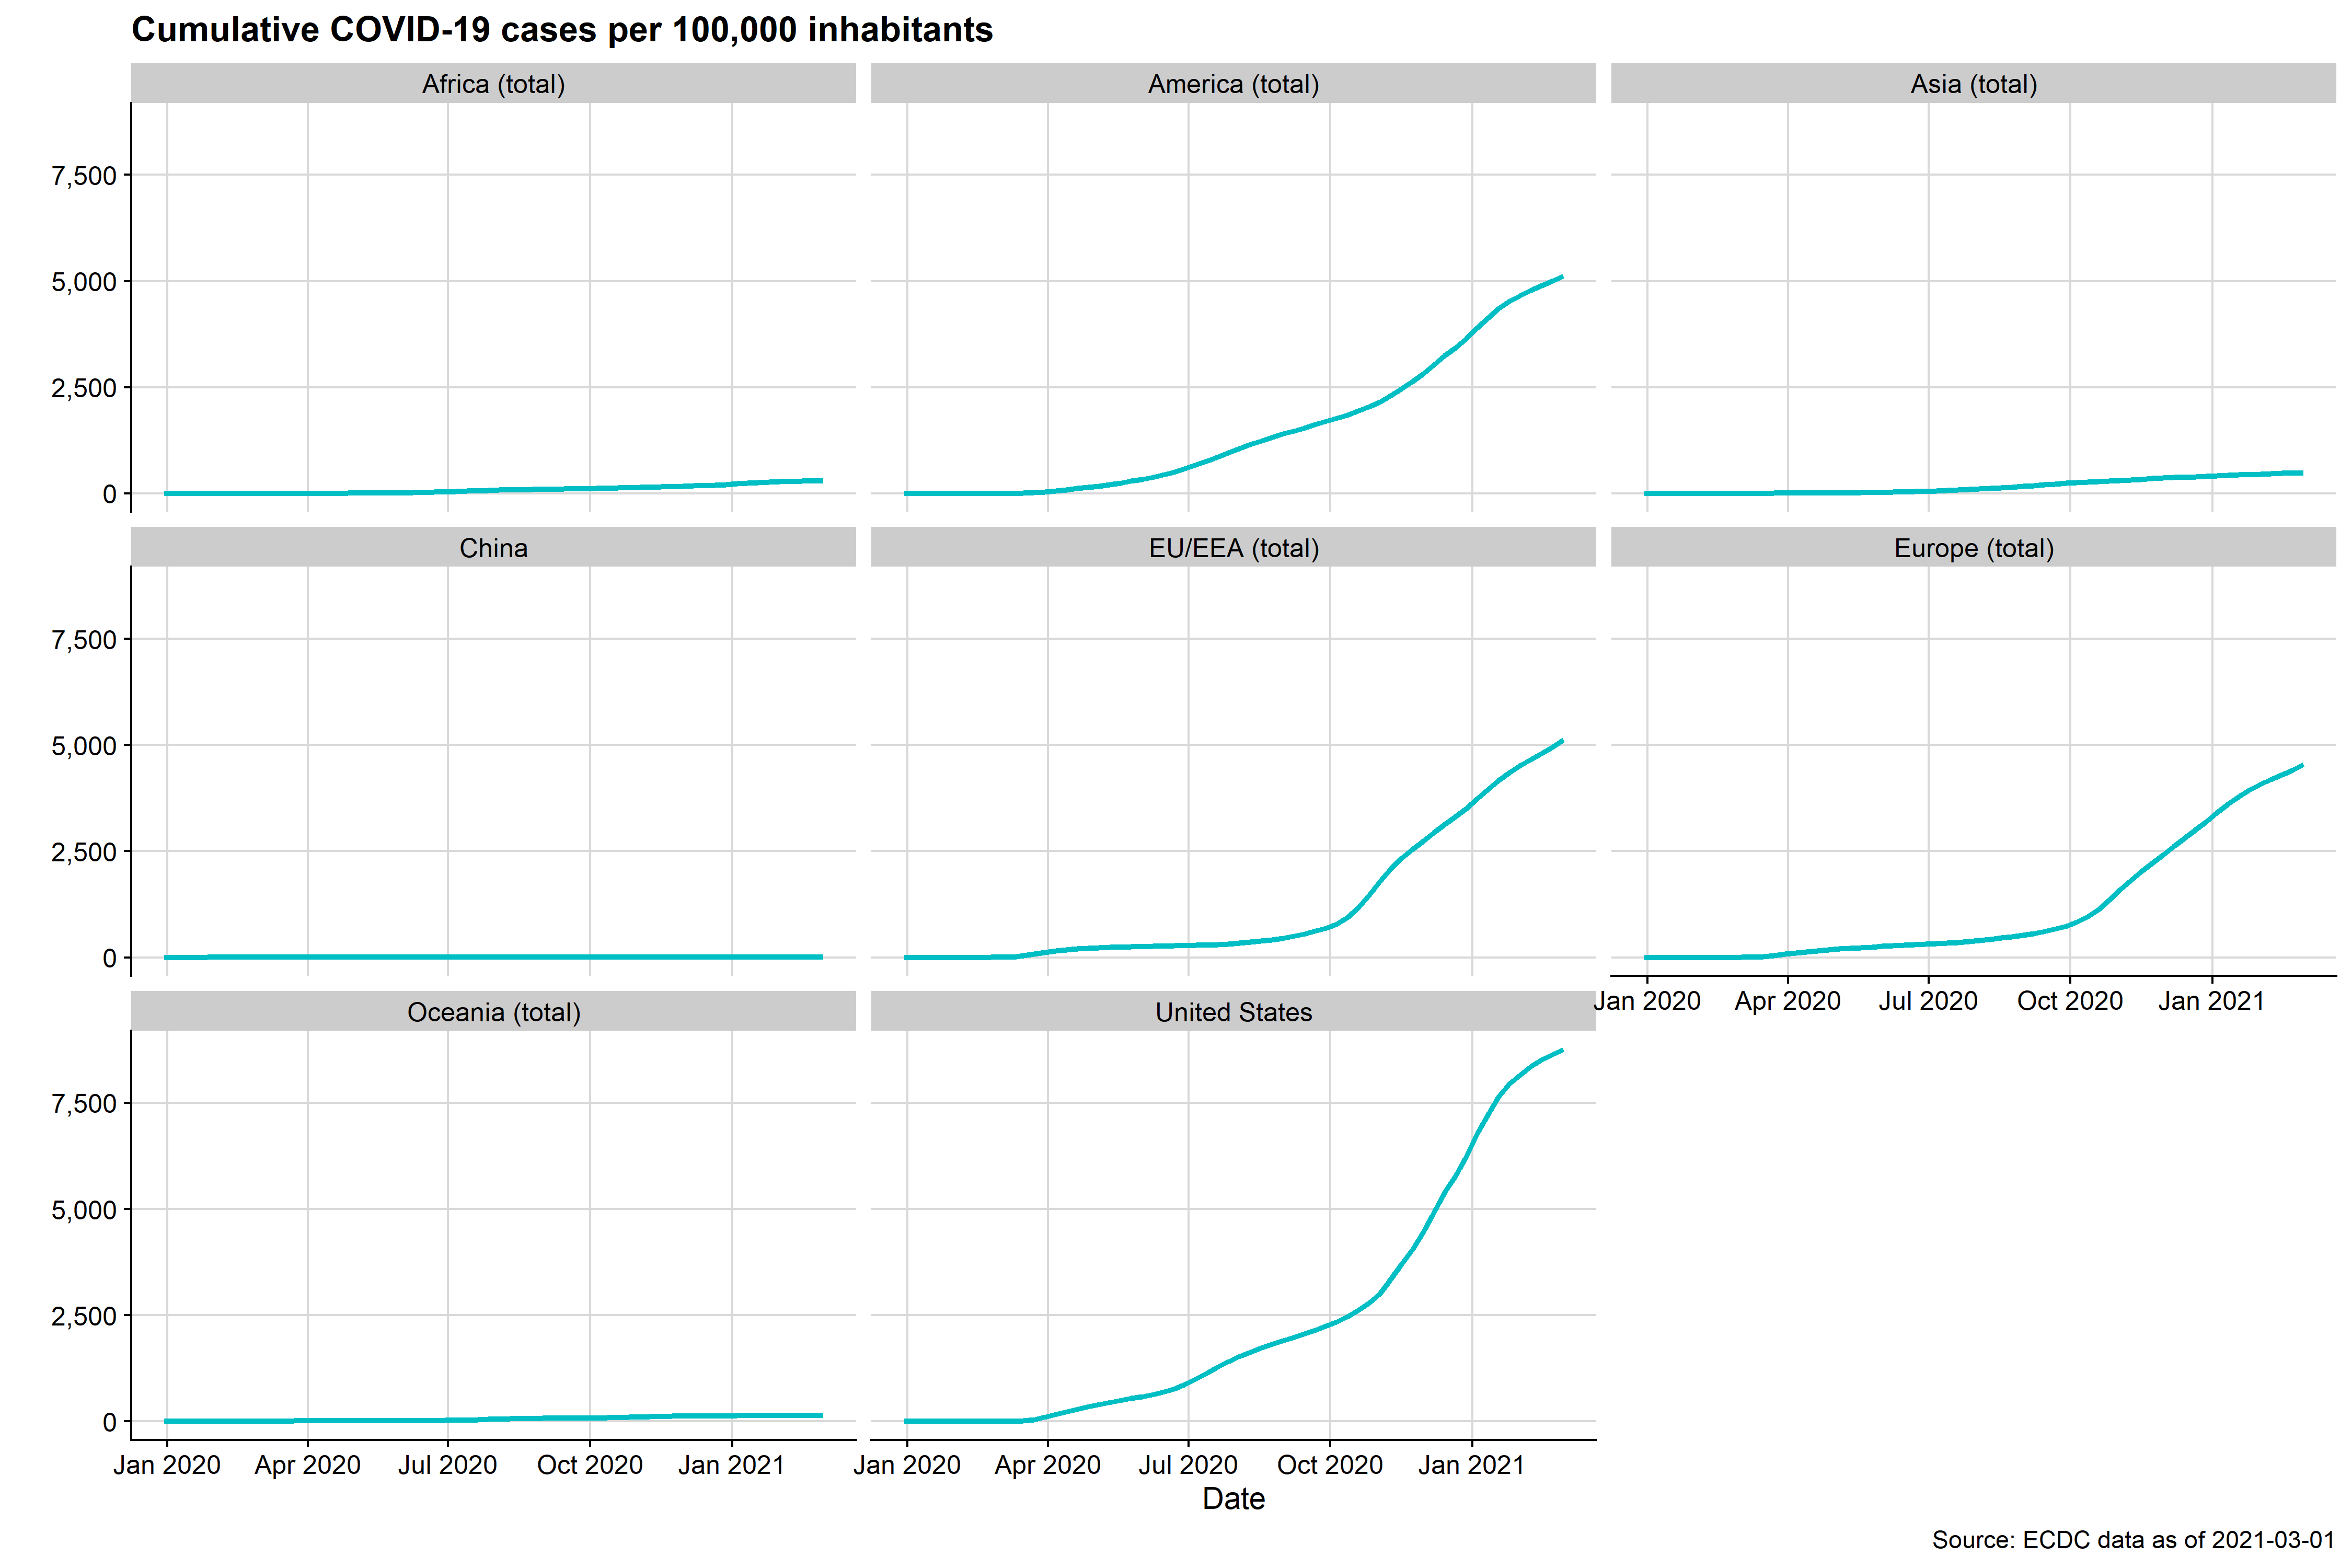 Cumulative COVID-19 cases per 100,000 inhabitants
Africa (total)
America (total)
Asia (total)
7,500
5,000
2,500
0
China
EU/EEA (total)
Europe (total)
7,500
5,000
2,500
0
Jan 2020 Apr 2020 Jul 2020 Oct 2020 Jan 2021
Oceania (total)
United States
7,500
5,000
2,500
0
Jan 2020 Apr 2020 Jul 2020 Oct 2020 Jan 2021
Jan 2020 Apr 2020 Jul 2020 Oct 2020 Jan 2021
Date
Source: ECDC data as of 2021-03-01